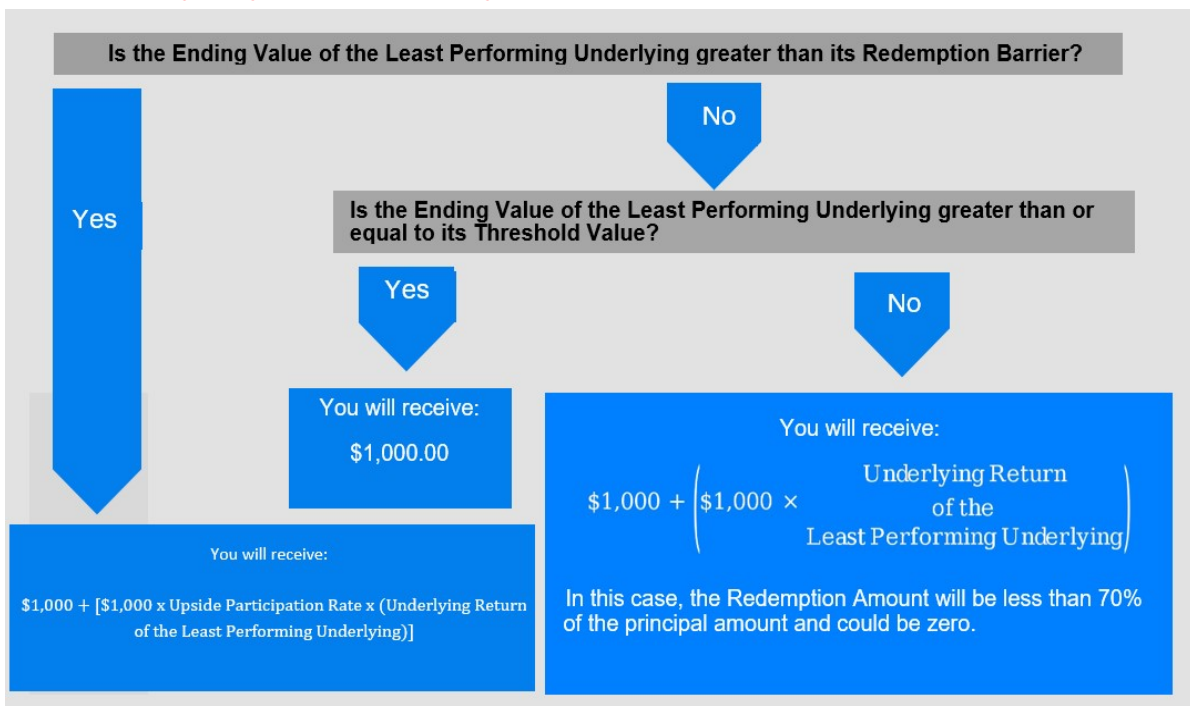 Is the Ending Value of the Least Performing Underlying greater than its Redemption Barrier?
Yes
No
Is the Ending Value of the Least Performing Underlying greater than or
equal to its Threshold Value?
Yes
No
You will receive:
$1,000.00
You will receive:
$1,000 + ($1,000 × Underlying Return
of the
Least Performing Underlying)
In this case, the Redemption Amount will be less than 70%
of the principal amount and could be zero.
You will receive:
$1,000 + [$1,000 x Upside Participation Rate x (Underlying Return
of the Least Performing Underlying)]